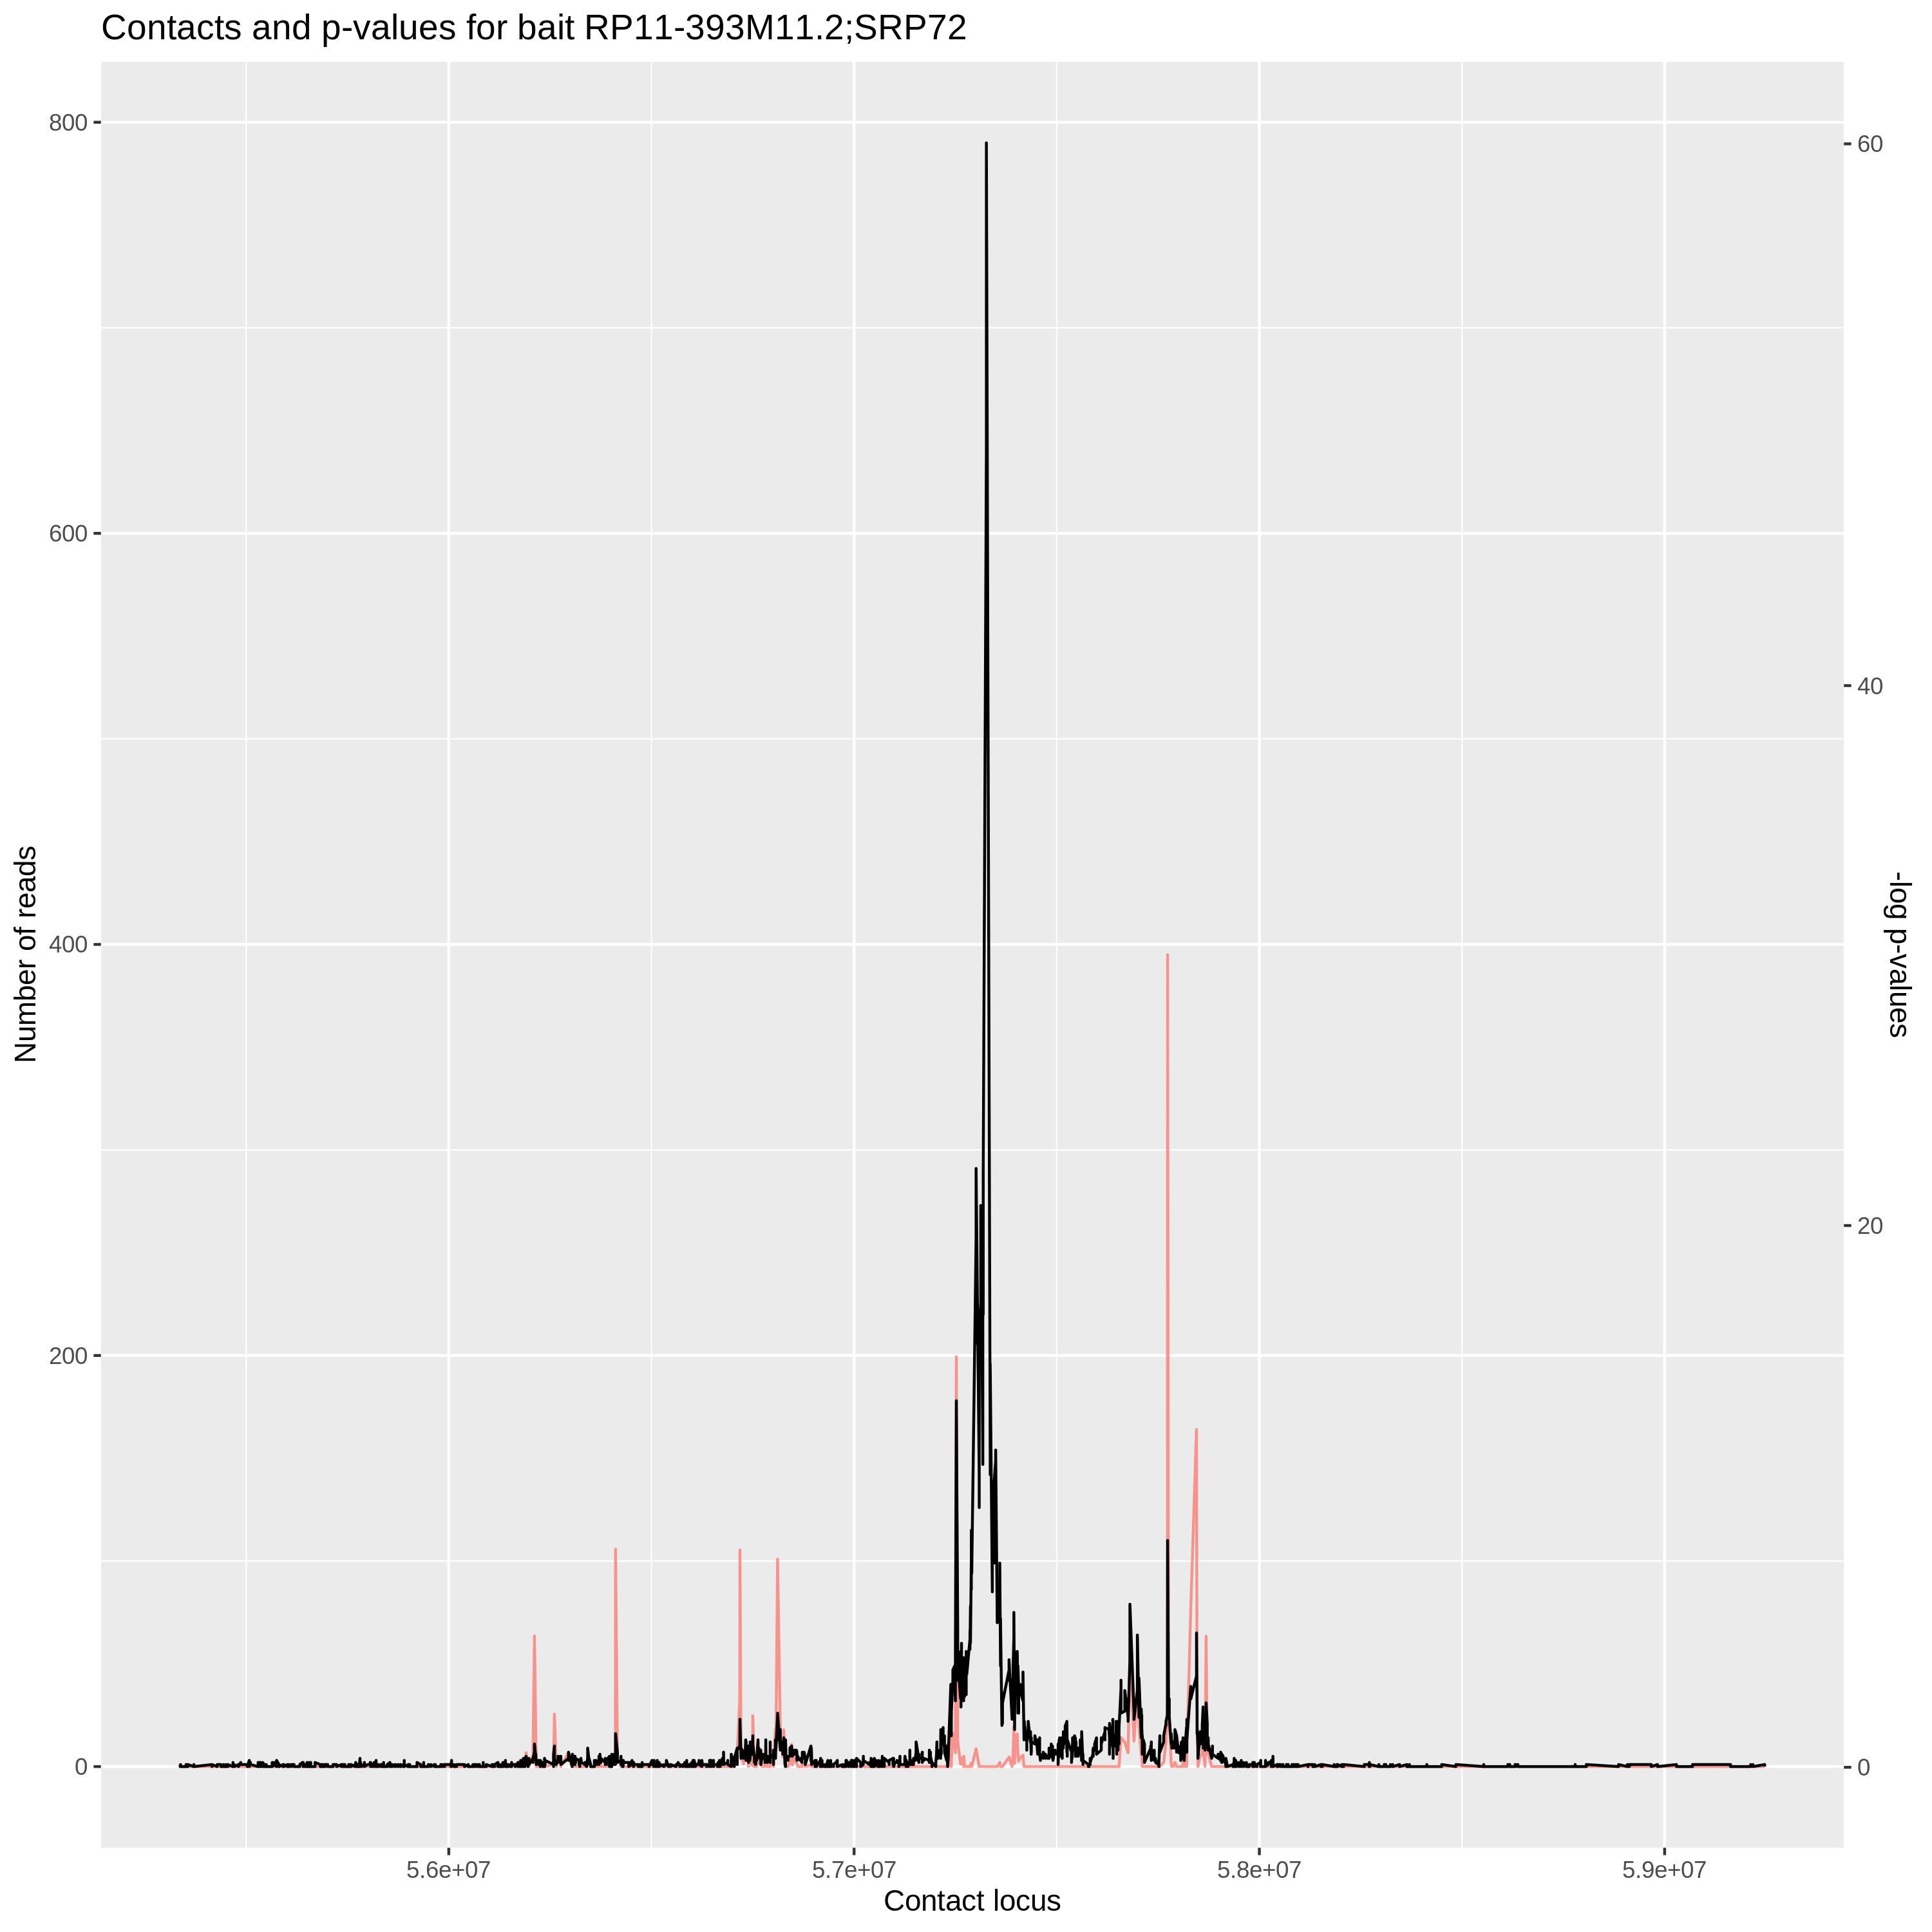 Contacts and p-values for bait RP11-393M11.2;SRP72
800
600
400
200
0
Number of reads
60
40
20
0
-log p-values
5.6e+07 5.7e+07 5.8e+07 5.9e+07
Contact locus